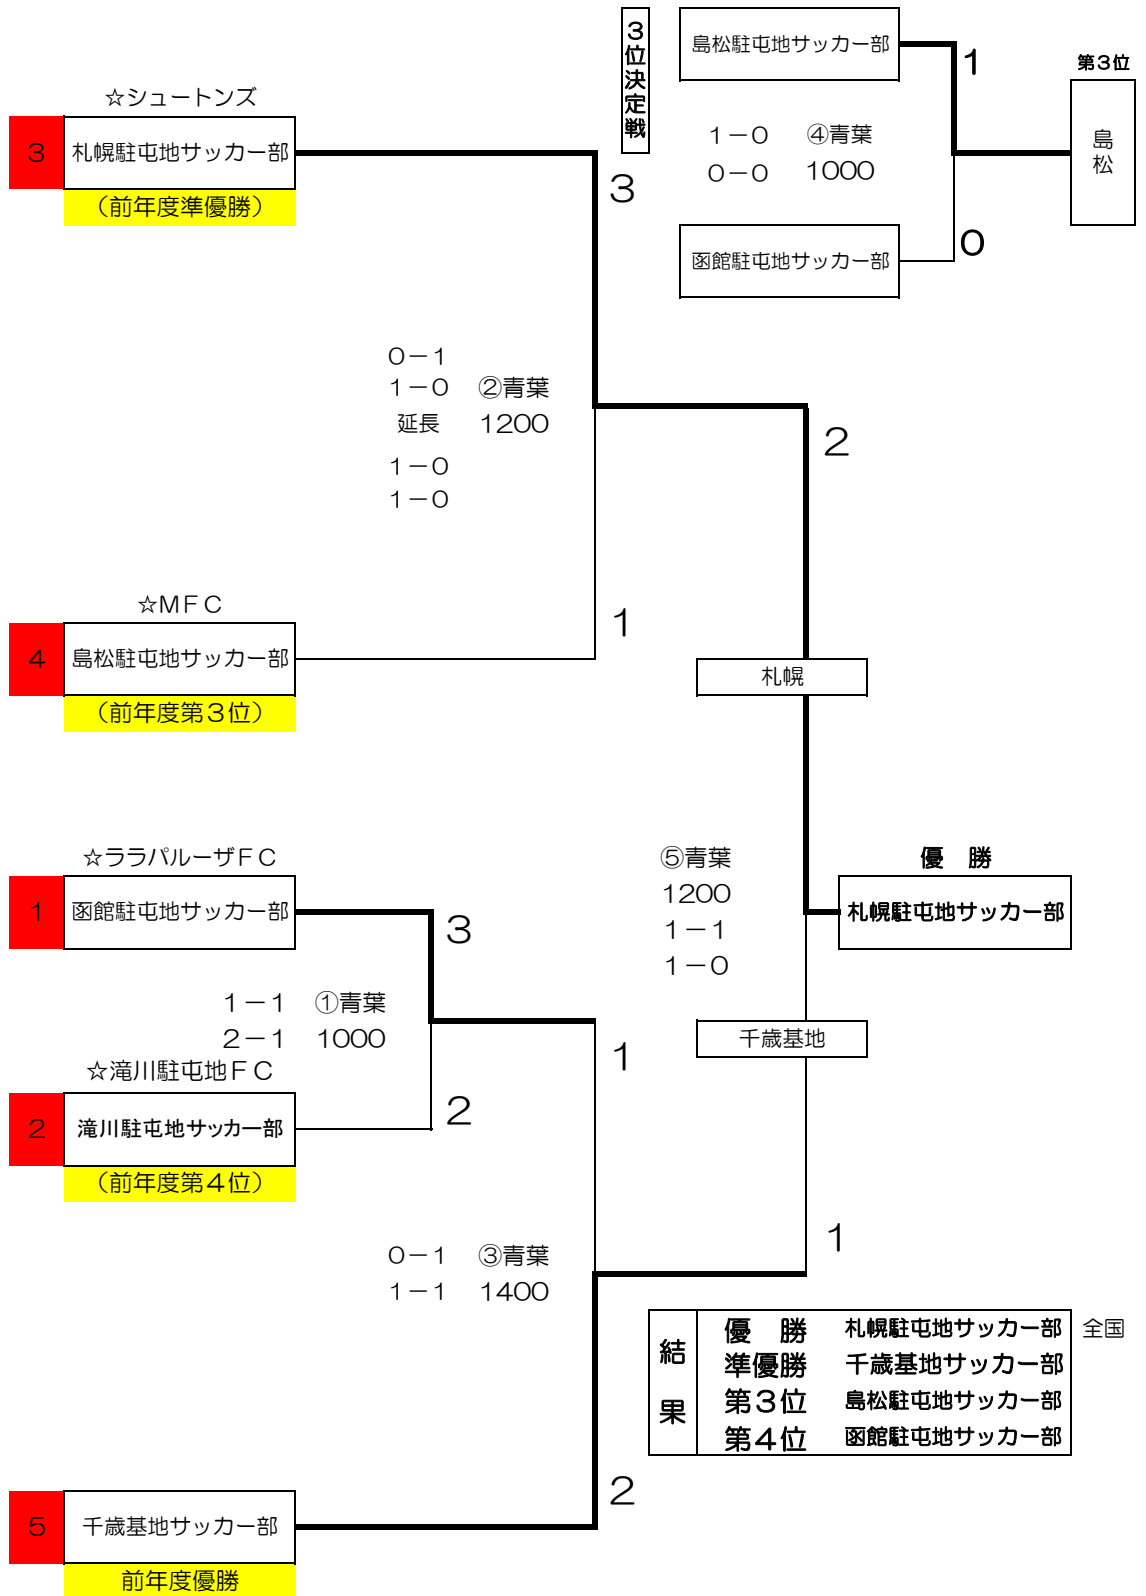 3位決定戦
島松駐屯地サッカー部
1
第3位
島松
1－0 ④青葉
0－0 1000
函館駐屯地サッカー部
0
☆シュートンズ
3 札幌駐屯地サッカー部
（前年度準優勝）
3
0－1
1－0 ②青葉
延長 1200
1－0
1－0
2
☆MFC
4 島松駐屯地サッカー部
（前年度第3位）
1
札幌
☆ララパルーザFC
1 函館駐屯地サッカー部
3
⑤青葉
1200
1－1
1－0
優　勝
札幌駐屯地サッカー部
1－1 ①青葉
2－1 1000
1
千歳基地
☆滝川駐屯地FC
2 滝川駐屯地サッカー部
（前年度第4位）
2
0－1 ③青葉
1－1 1400
1
結果
優　勝 札幌駐屯地サッカー部 全国
準優勝 千歳基地サッカー部
第3位 島松駐屯地サッカー部
第4位 函館駐屯地サッカー部
2
5 千歳基地サッカー部
前年度優勝